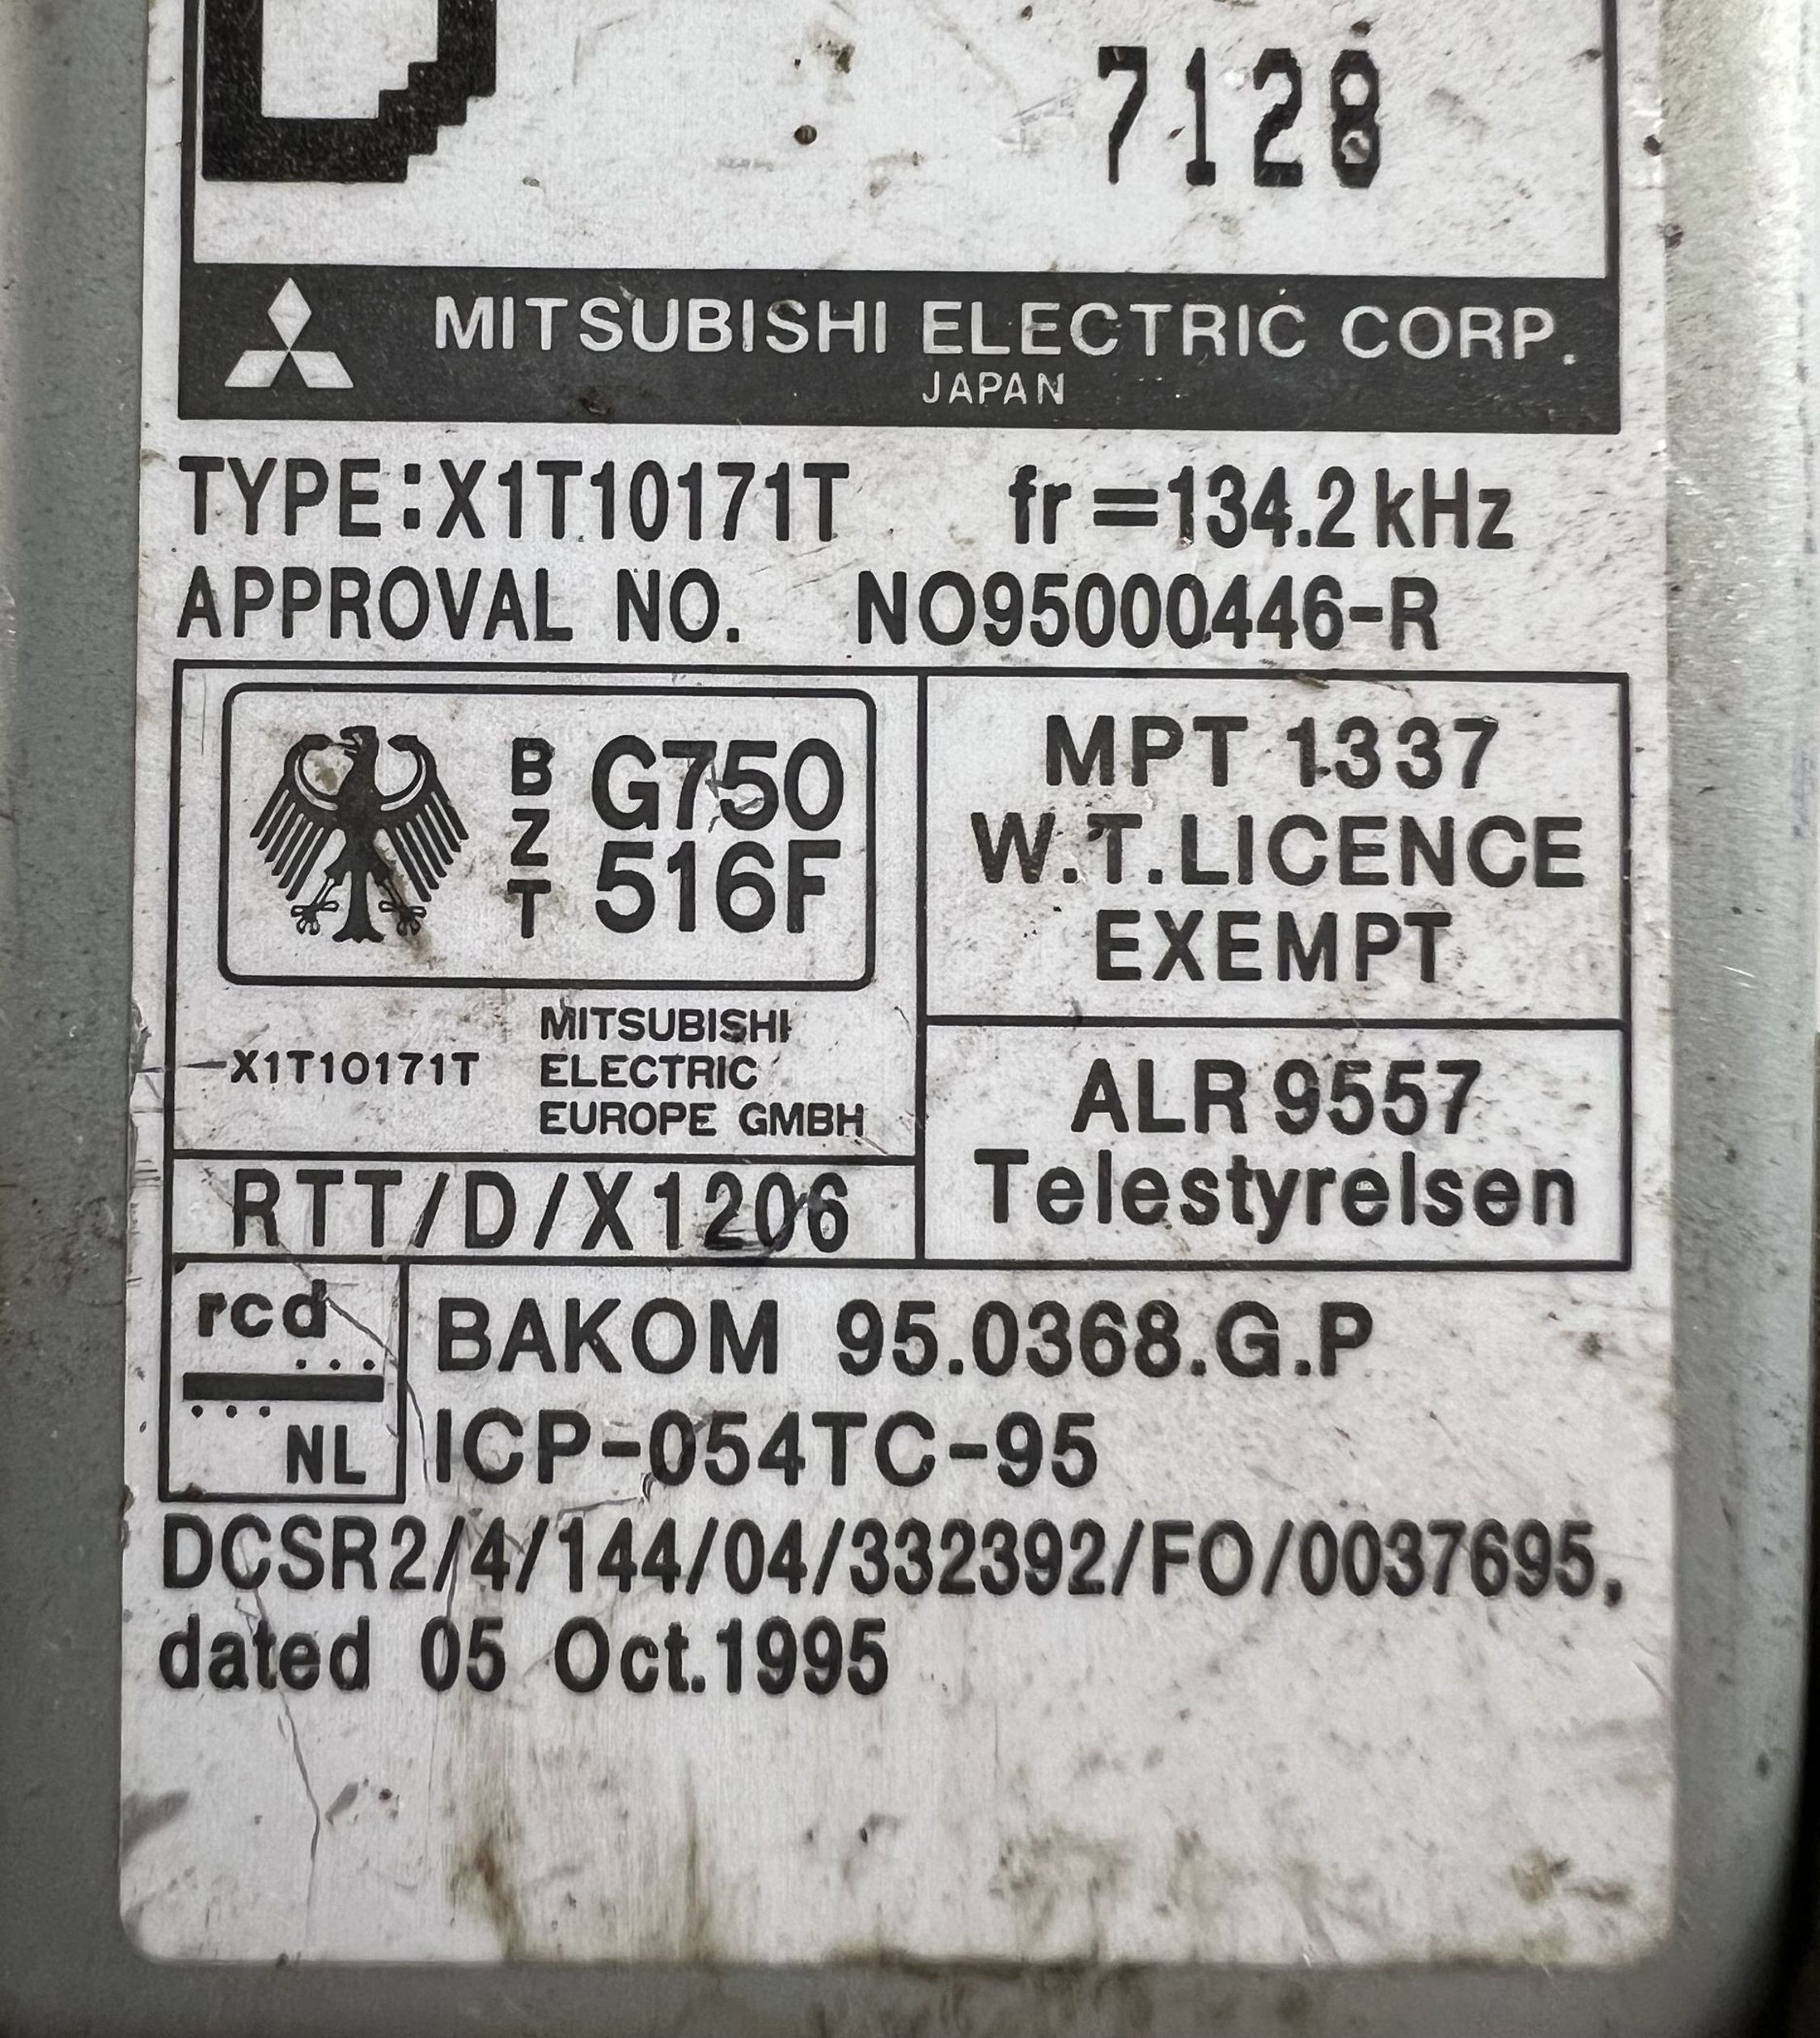 D
7128
MITSUBISHI ELECTRIC CORP.
JAPAN
TYPE:X1T10171T fr=134.2kHz
APPROVAL NO. NO95000446-R
BZT
G750
516F
-X1T10171T
MITSUBISHI
ELECTRIC
EUROPE GMBH
MPT 1337
W.T.LICENCE
EXEMPT
RTT/D/X1206
ALR 9557
Telestyrelsen
rcd
...
...
NL
BAKOM 95.0368.G.P
ICP-054TC-95
DCSR2/4/144/04/332392/FO/0037695,
dated 05 Oct.1995